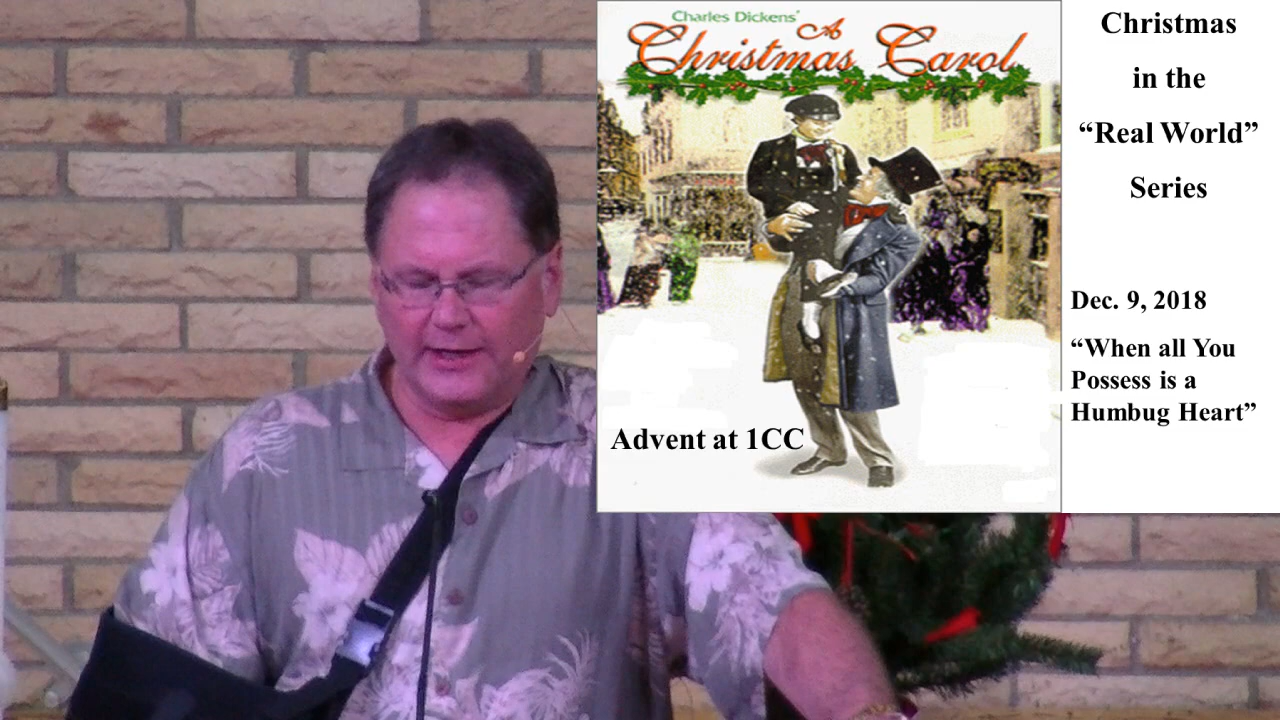 Charles Dickens'
A
Christmas Carol
Advent at 1CC
Christmas
in the
“Real World”
Series
Dec. 9, 2018
“When all You
Possess is a
Humbug Heart”